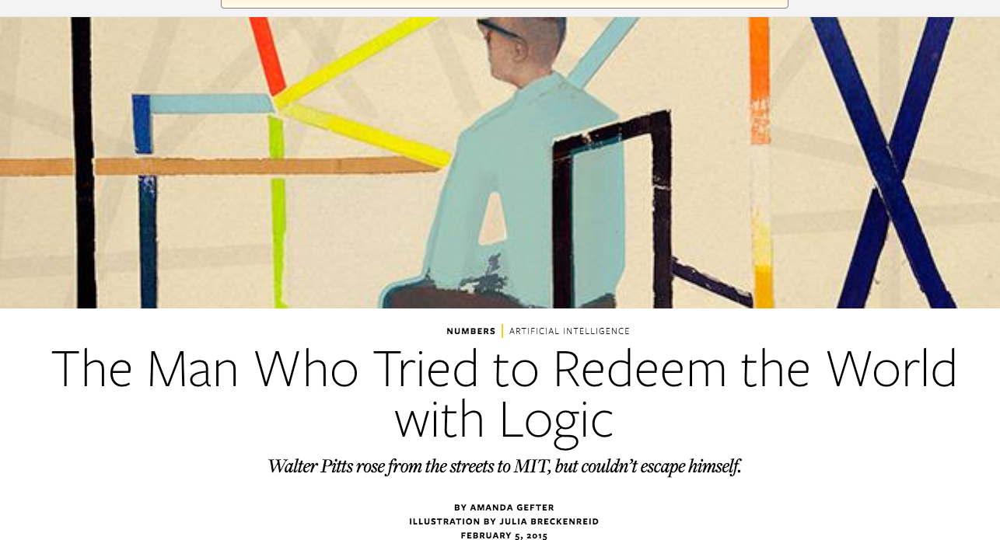 NUMBERS | ARTIFICIAL INTELLIGENCE
The Man Who Tried to Redeem the World
with Logic
Walter Pitts rose from the streets to MIT, but couldn’t escape himself.
BY AMANDA GEFTER
ILLUSTRATION BY JULIA BRECKENREID
FEBRUARY 5, 2015